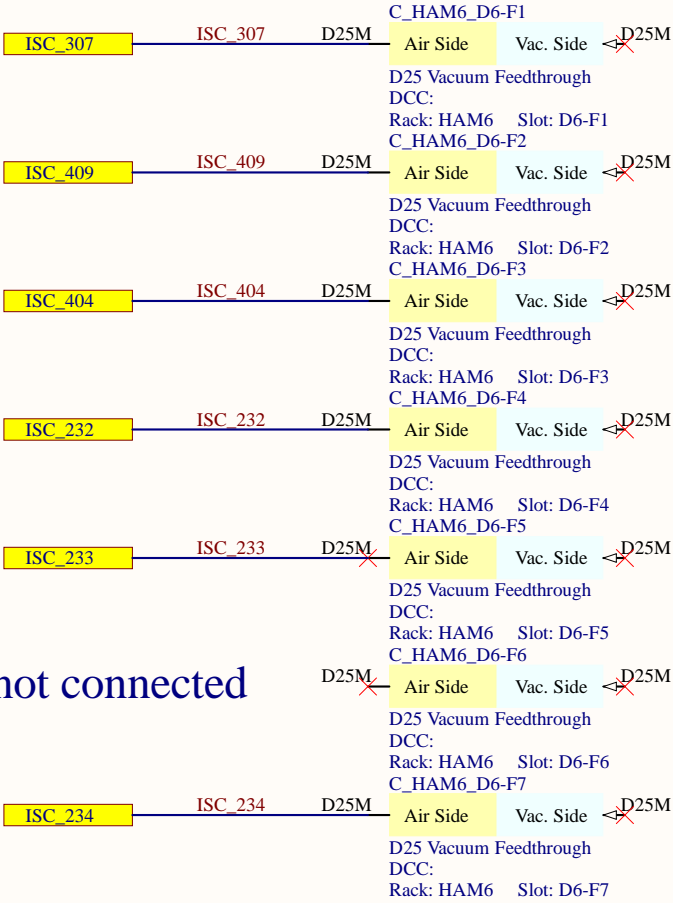 C_HAM6_D6-F1
ISC_307 ISC_307 D25M Air Side Vac. Side D25M
D25 Vacuum Feedthrough
DCC:
Rack: HAM6 Slot: D6-F1
C_HAM6_D6-F2
ISC_409 ISC_409 D25M Air Side Vac. Side D25M
D25 Vacuum Feedthrough
DCC:
Rack: HAM6 Slot: D6-F2
C_HAM6_D6-F3
ISC_404 ISC_404 D25M Air Side Vac. Side D25M
D25 Vacuum Feedthrough
DCC:
Rack: HAM6 Slot: D6-F3
C_HAM6_D6-F4
ISC_232 ISC_232 D25M Air Side Vac. Side D25M
D25 Vacuum Feedthrough
DCC:
Rack: HAM6 Slot: D6-F4
C_HAM6_D6-F5
ISC_233 ISC_233 D25M Air Side Vac. Side D25M
D25 Vacuum Feedthrough
DCC:
Rack: HAM6 Slot: D6-F5
C_HAM6_D6-F6
not connected D25M Air Side Vac. Side D25M
D25 Vacuum Feedthrough
DCC:
Rack: HAM6 Slot: D6-F6
C_HAM6_D6-F7
ISC_234 ISC_234 D25M Air Side Vac. Side D25M
D25 Vacuum Feedthrough
DCC:
Rack: HAM6 Slot: D6-F7